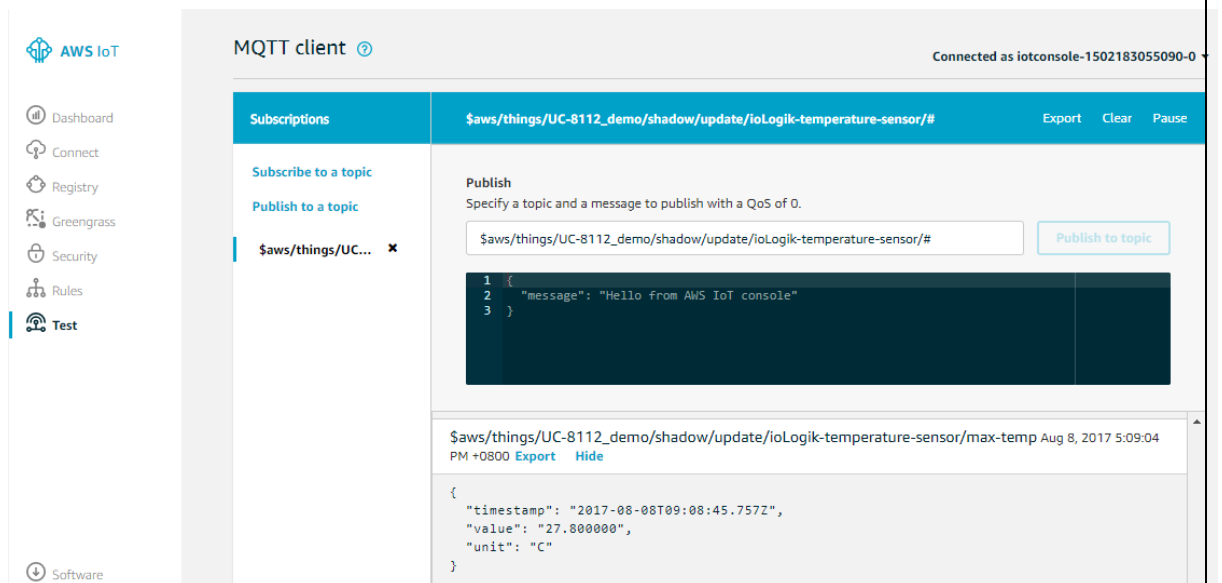 AWS IoT
MQTT client ?
Connected as iotconsole-1502183055090-0
Dashboard
Connect
Registry
Greengrass
Security
Rules
Test
Software
Subscriptions
Subscribe to a topic
Publish to a topic
$aws/things/UC... ✖
$aws/things/UC-8112_demo/shadow/update/ioLogik-temperature-sensor/#
Export Clear Pause
Publish
Specify a topic and a message to publish with a QoS of 0.
$aws/things/UC-8112_demo/shadow/update/ioLogik-temperature-sensor/#
Publish to topic
1 {
2 "message": "Hello from AWS IoT console"
3 }
$aws/things/UC-8112_demo/shadow/update/ioLogik-temperature-sensor/max-temp Aug 8, 2017 5:09:04
PM +0800 Export Hide
{
"timestamp": "2017-08-08T09:08:45.757Z",
"value": "27.800000",
"unit": "C"
}